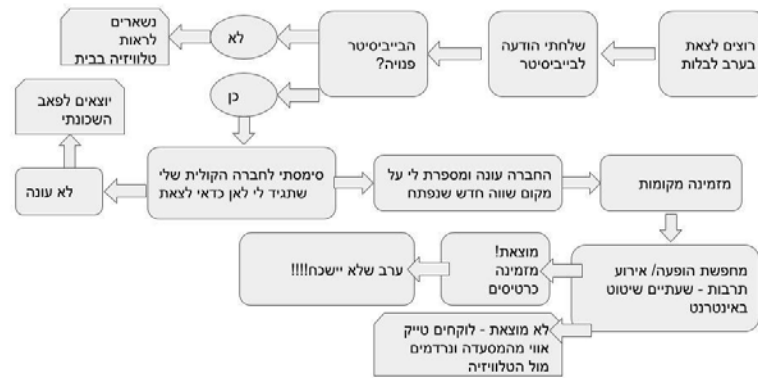 רוצים לצאת
בערב לבלות
שלחתי הודעה
לבייביסיטר
הבייביסיטר
פנויה?
לא
נשארים
לראות
טלוויזיה בבית
כן
סימסתי לחברה הקולית שלי
שתגיד לי לאן כדאי לצאת
לא עונה
יוצאים לפאב
השכונתי
החברה עונה ומספרת לי על
מקום שווה חדש שנפתח
מזמינה מקומות
מחפשת הופעה/ אירוע
תרבות - שעתיים שיטוט
באינטרנט
מוצאת!
מזמינה
כרטיסים
ערב שלא יישכח!!!!
לא מוצאת - לוקחים טייק
אווי מהמסעדה ונרדמים
מול הטלוויזיה